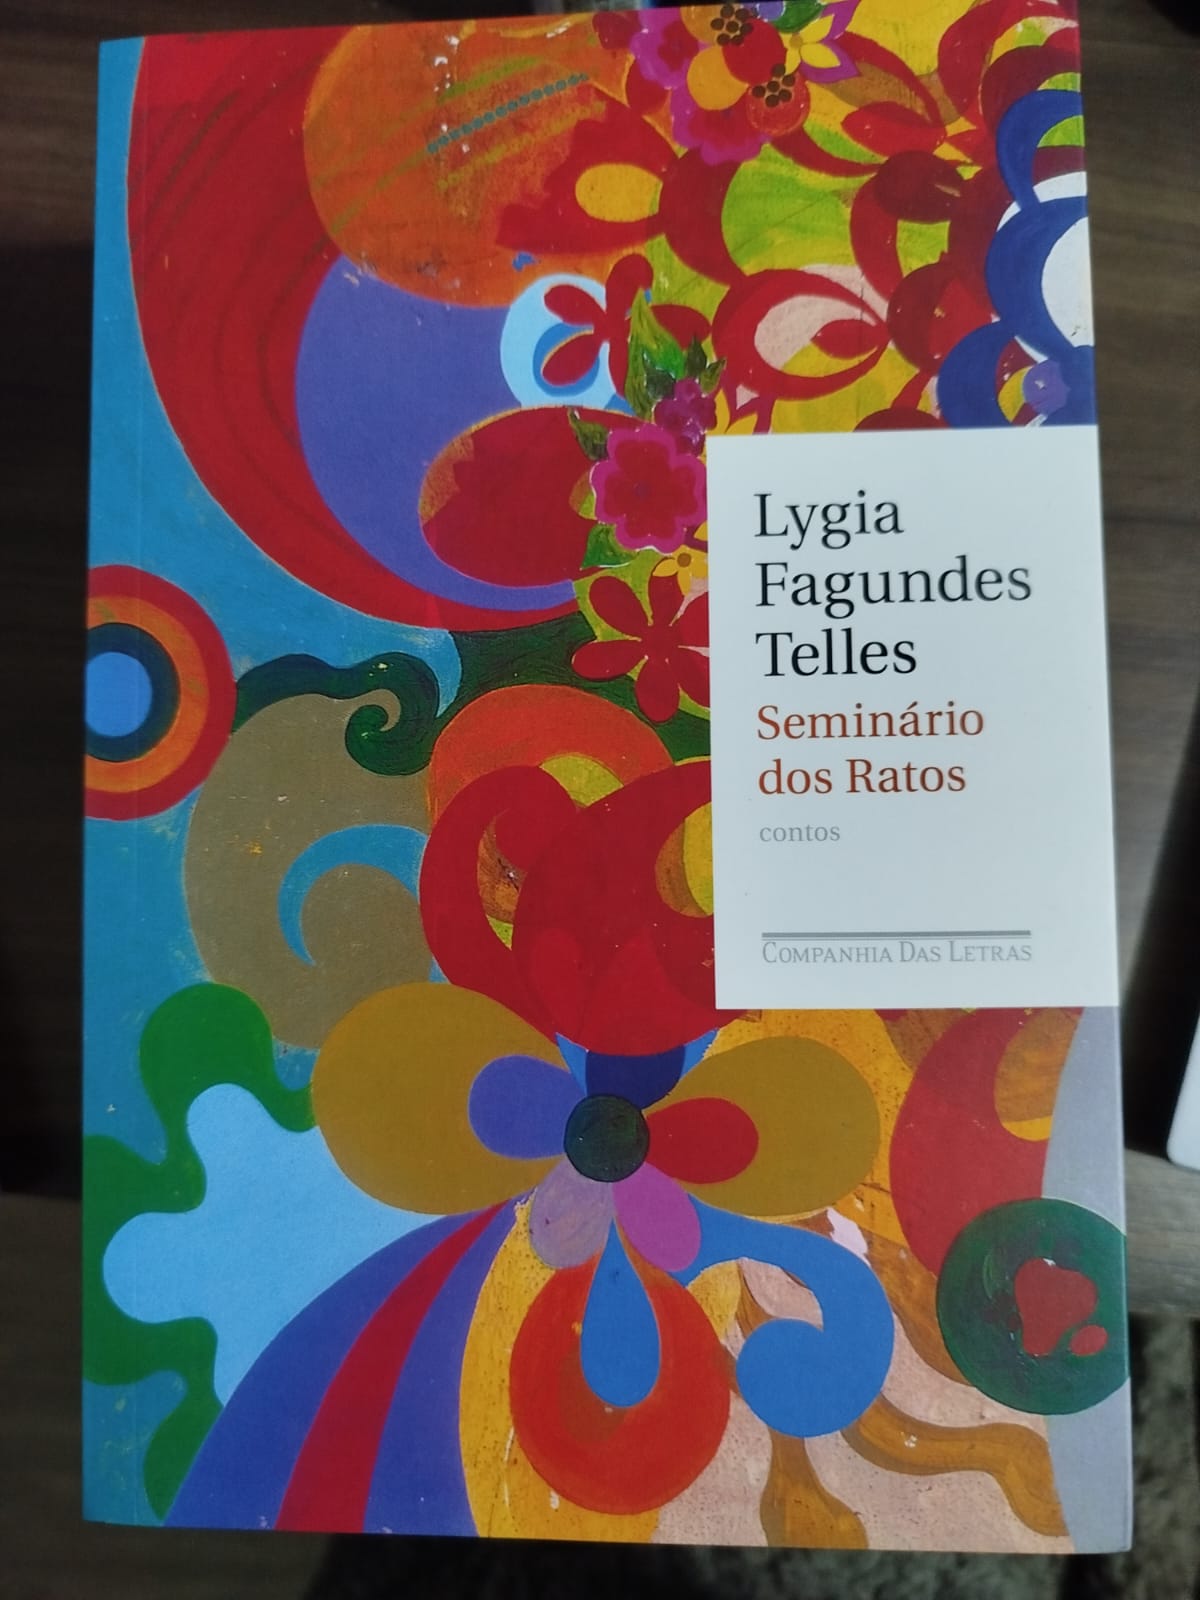 Lygia
Fagundes
Telles
Seminário
dos Ratos
contos
COMPANHIA DAS LETRAS